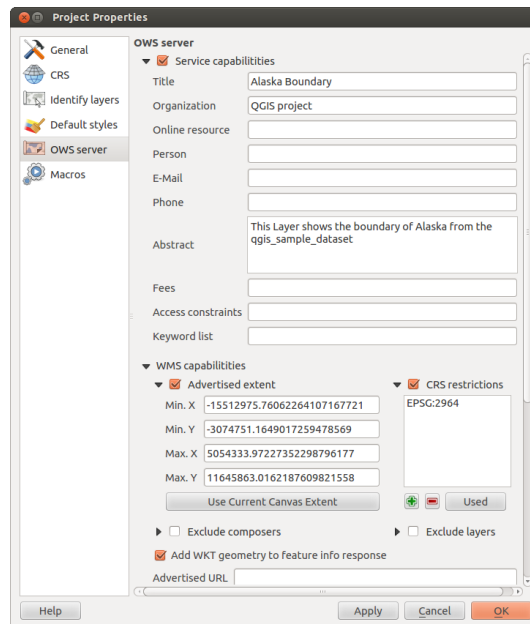 Project Properties
General
CRS
Identify layers
Default styles
OWS server
Macros
OWS server
Service capabilitities
Title Alaska Boundary
Organization QGIS project
Online resource
Person
E-Mail
Phone
Abstract
This Layer shows the boundary of Alaska from the
qgis_sample_dataset
Fees
Access constraints
Keyword list
WMS capabilitities
Advertised extent
Min. X -15512975.76062264107167721
Min. Y -3074751.1649017259478569
Max. X 5054333.97227352298796177
Max. Y 11645863.0162187609821558
Use Current Canvas Extent
CRS restrictions
EPSG:2964
Used
Exclude composers
Exclude layers
Add WKT geometry to feature info response
Advertised URL
Help Apply Cancel OK